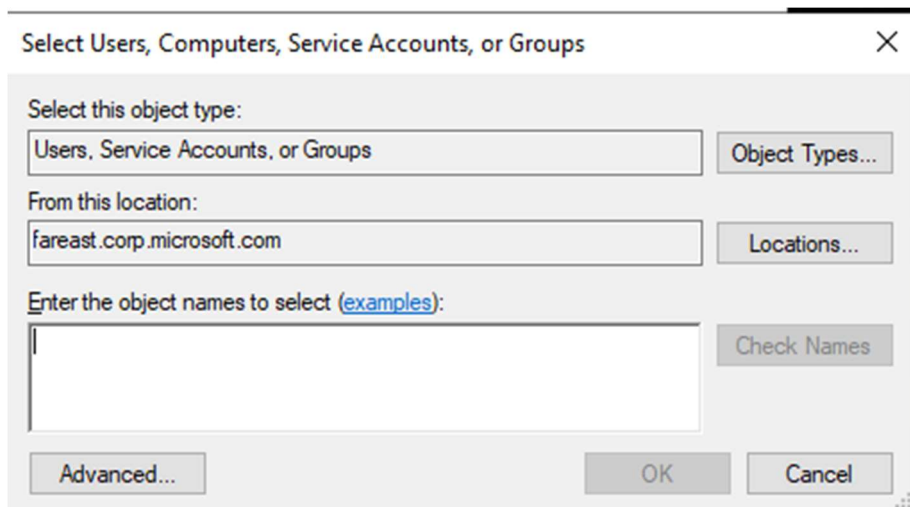 Select Users, Computers, Service Accounts, or Groups
Select this object type:
Users, Service Accounts, or Groups
Object Types...
From this location:
fareast.corp.microsoft.com
Locations...
Enter the object names to select (examples):
Check Names
Advanced...
OK
Cancel